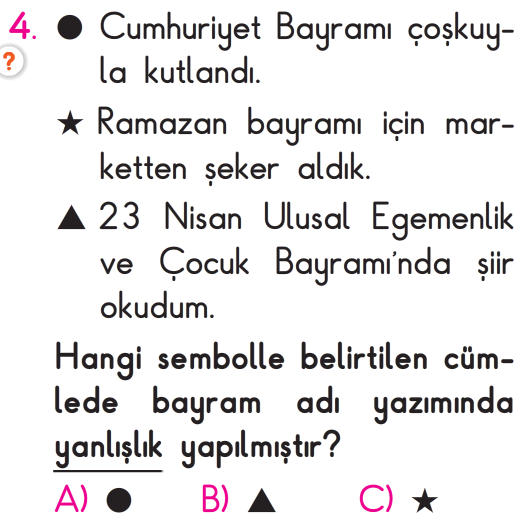 4. ● Cumhuriyet Bayramı çoşkuy-
? la kutlandı.
★ Ramazan bayramı için mar-
ketten şeker aldık.
▲ 23 Nisan Ulusal Egemenlik
ve Çocuk Bayramı'nda şiir
okudum.
Hangi sembolle belirtilen cüm-
lede bayram adı yazımında
yanlışlık yapılmıştır?
A) ● B) ▲ C) ★